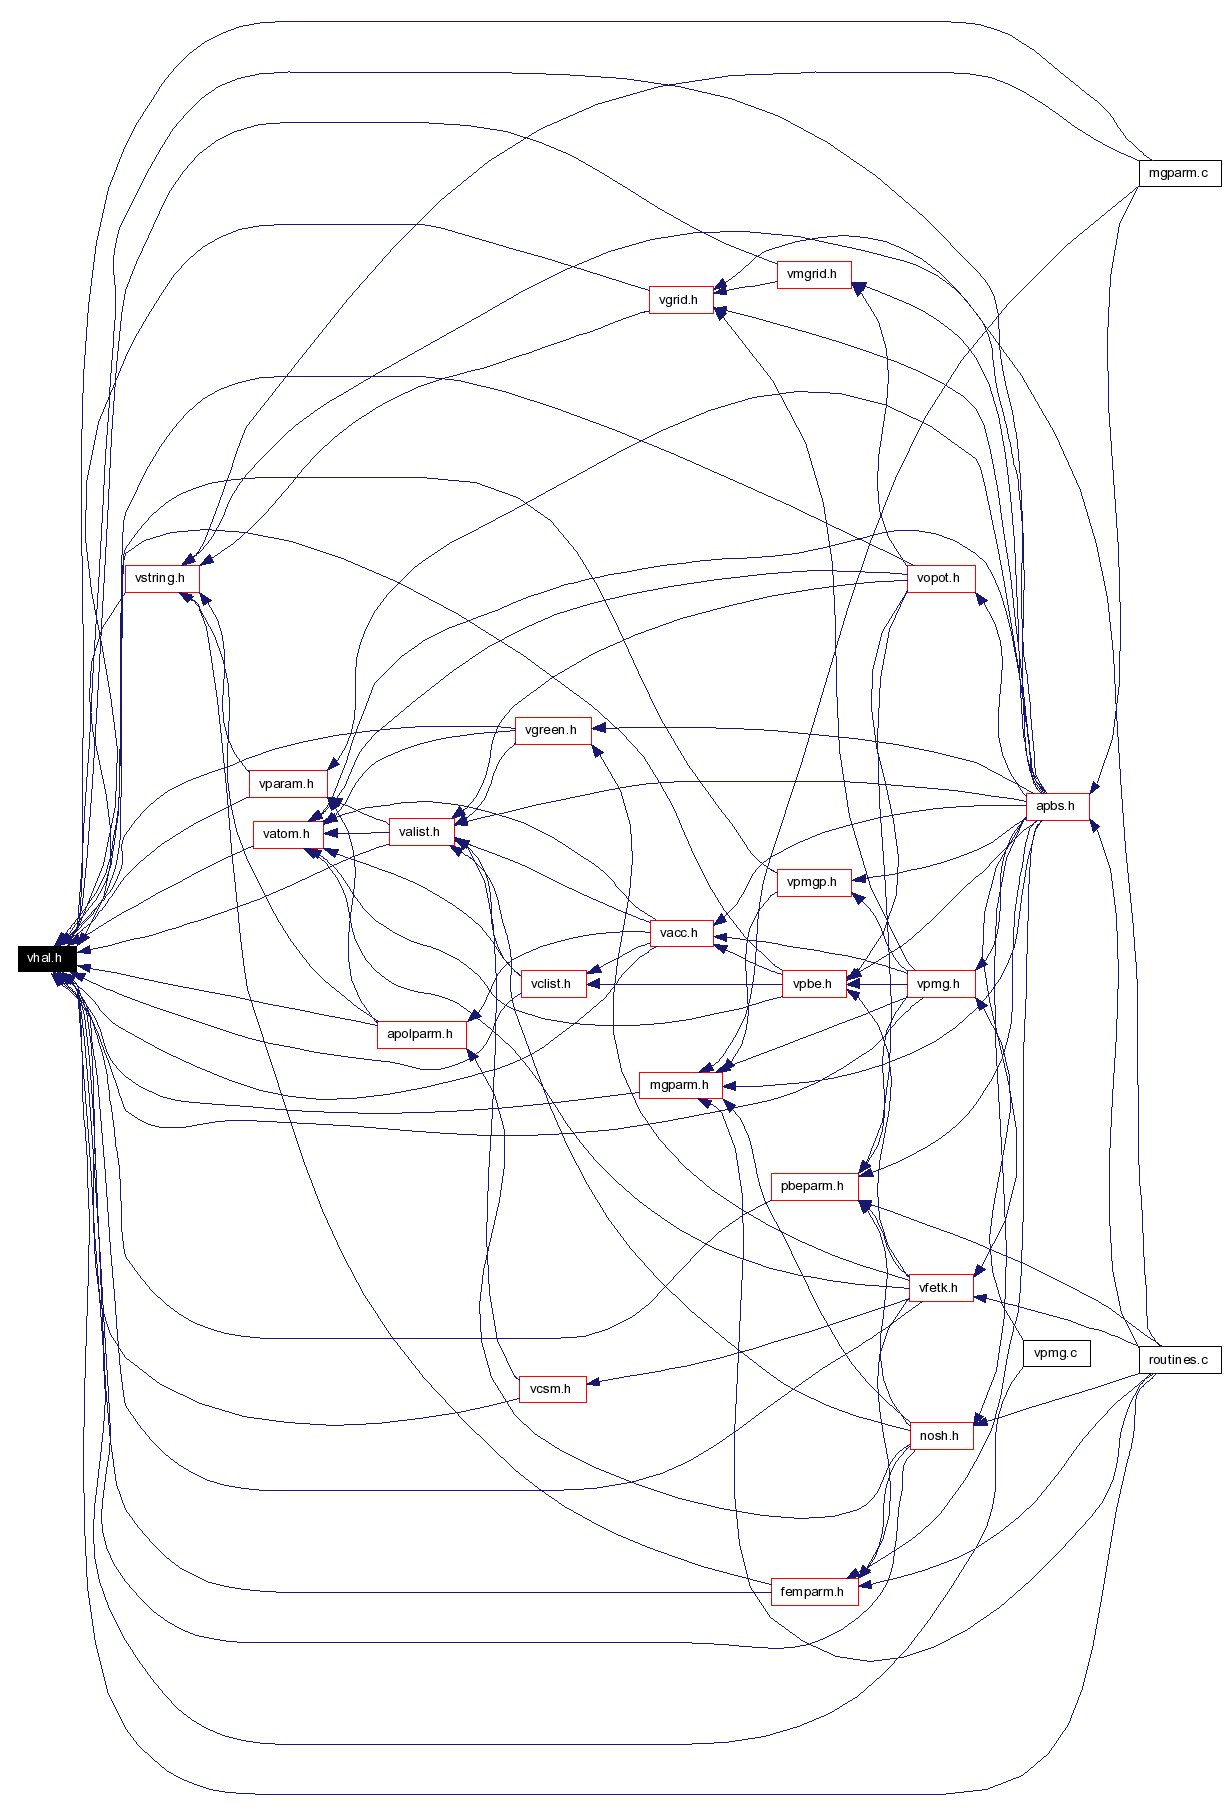 mgparm.c
vmgrid.h
vgrid.h
vstring.h
vopot.h
vgreen.h
vparam.h
apbs.h
vatom.h
valist.h
vpmgp.h
vacc.h
vhal.h
vclist.h
vpbe.h
vpmg.h
apolparm.h
mgparm.h
pbeparm.h
vfetk.h
vpmg.c
routines.c
vcsm.h
nosh.h
femparm.h